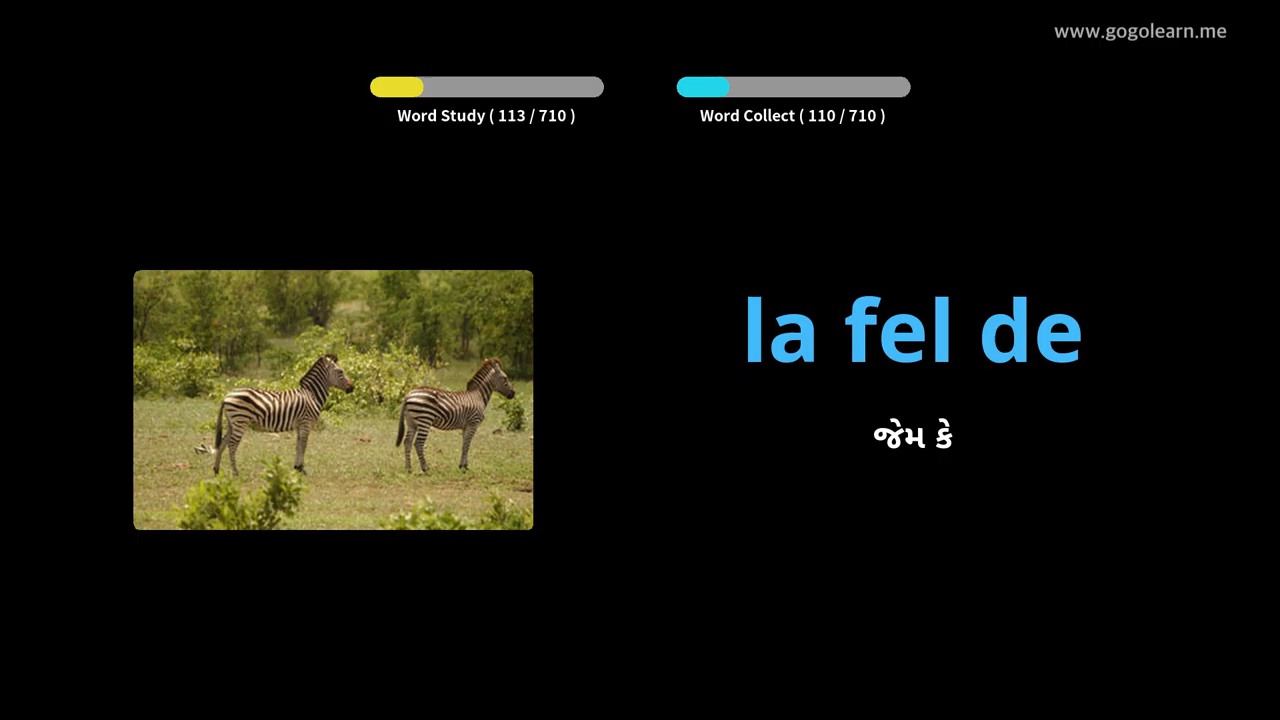 www.gogolearn.me
Word Study ( 113 / 710 )
Word Collect ( 110 / 710 )
la fel de
જેમ કે